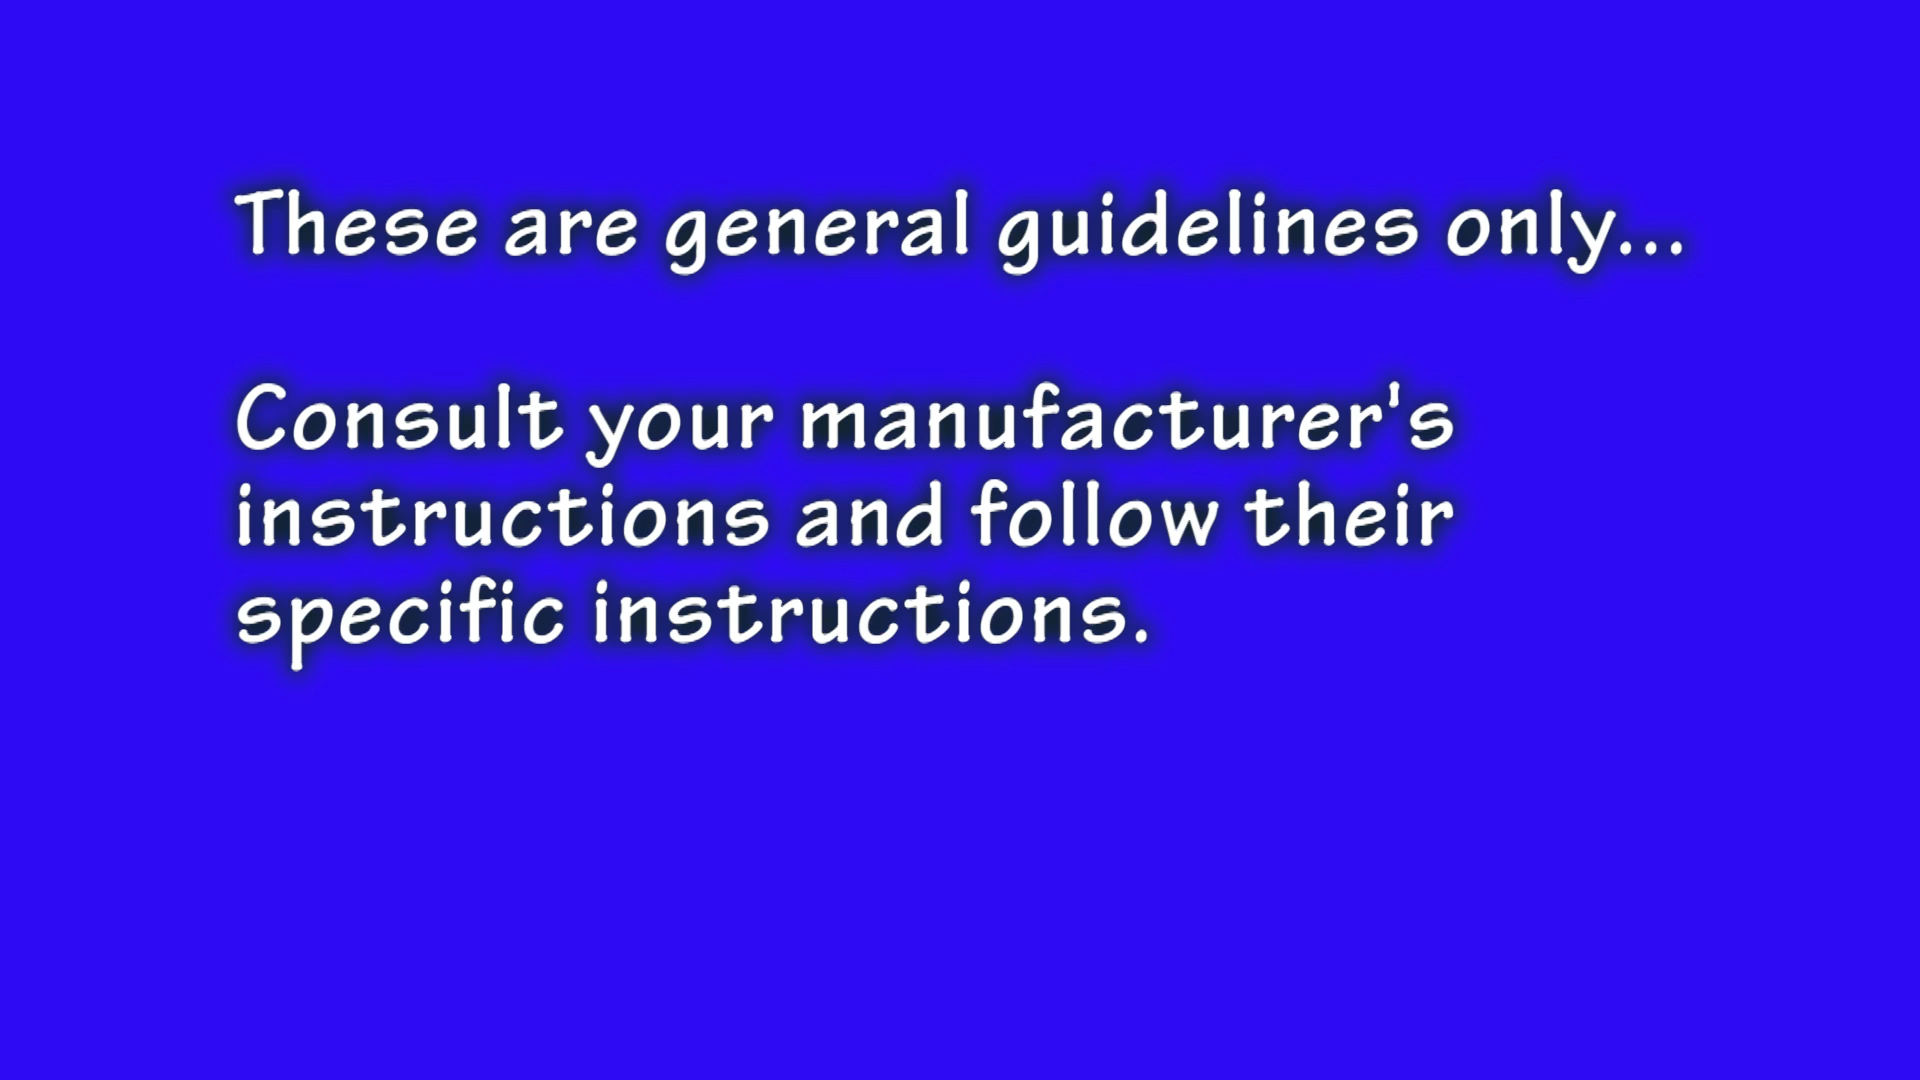 These are general guidelines only...
Consult your manufacturer's
instructions and follow their
specific instructions.